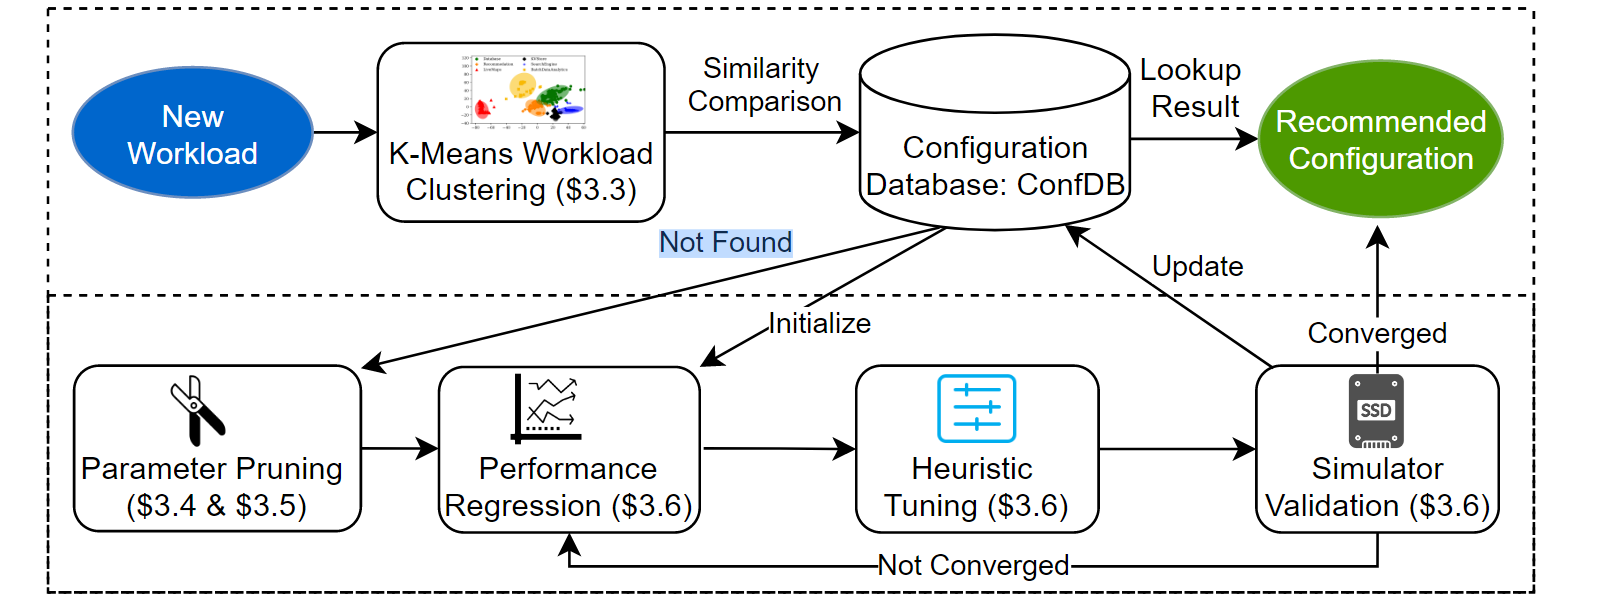 New
Workload
K-Means Workload
Clustering ($3.3)
Similarity
Comparison
Configuration
Database: ConfDB
Lookup
Result
Recommended
Configuration
Not Found
Initialize
Update
Converged
Parameter Pruning
($3.4 & $3.5)
Performance
Regression ($3.6)
Heuristic
Tuning ($3.6)
SSD
Simulator
Validation ($3.6)
Not Converged